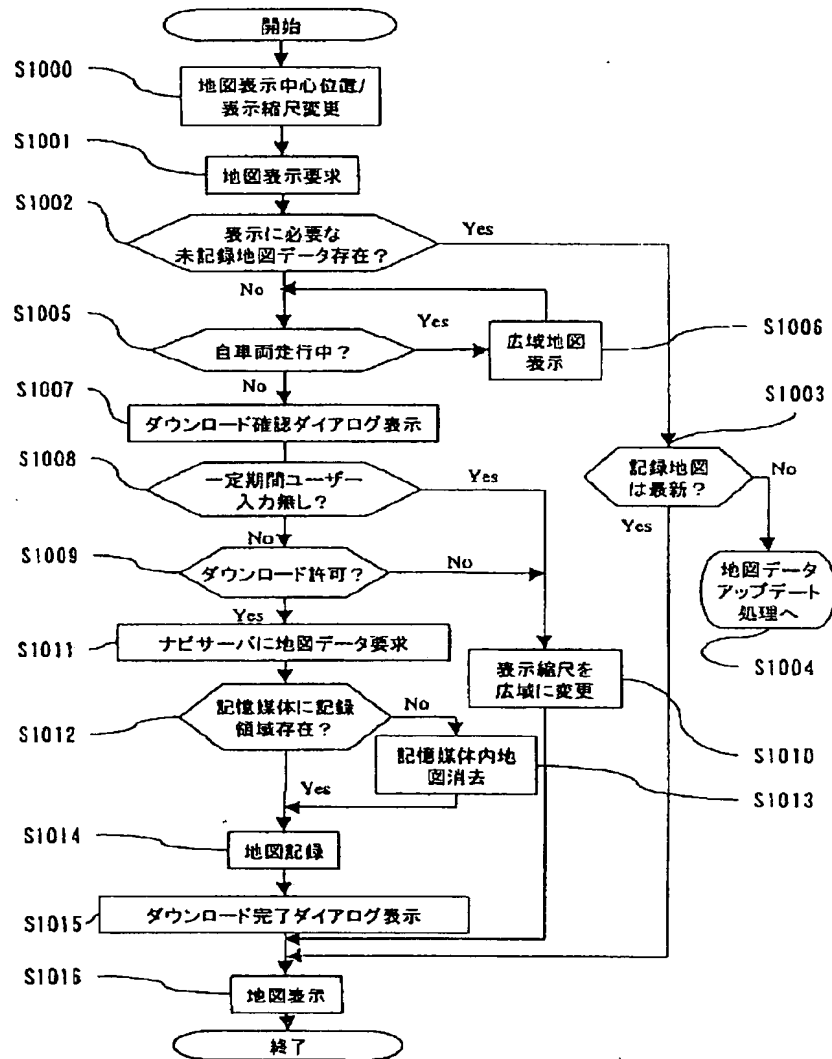 開始
S1000
地図表示中心位置/
表示縮尺変更
S1001
地図表示要求
S1002
表示に必要な
未記録地図データ存在？
Yes
No
S1005
自車両走行中？
Yes
広域地図
表示
S1006
No
S1007
ダウンロード確認ダイアログ表示
S1003
記録地図
は最新？
No
Yes
S1008
一定期間ユーザー
入力無し？
Yes
No
S1009
ダウンロード許可？
No
Yes
地図データ
アップデート
処理へ
S1004
S1011
ナビサーバに地図データ要求
表示縮尺を
広域に変更
S1010
S1012
記憶媒体に記録
領域存在？
No
Yes
記憶媒体内地
図消去
S1013
S1014
地図記録
S1015
ダウンロード完了ダイアログ表示
S1016
地図表示
終了